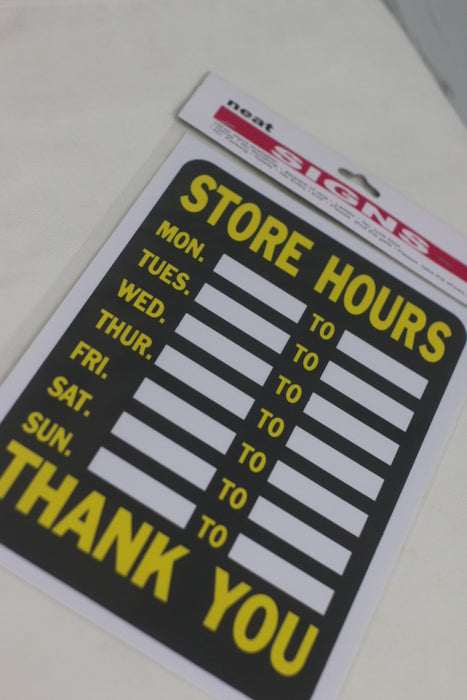 neat
SIGNS
STORE HOURS
MON. TO
TUES. TO
WED. TO
THUR. TO
FRI. TO
SAT. TO
SUN. TO
THANK YOU